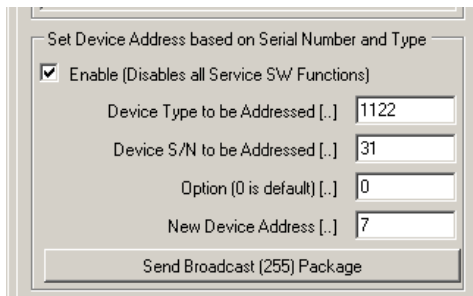 Set Device Address based on Serial Number and Type
Enable (Disables all Service SW Functions)
Device Type to be Addressed [..] 1122
Device S/N to be Addressed [..] 31
Option (0 is default) [..] 0
New Device Address [..] 7
Send Broadcast (255) Package